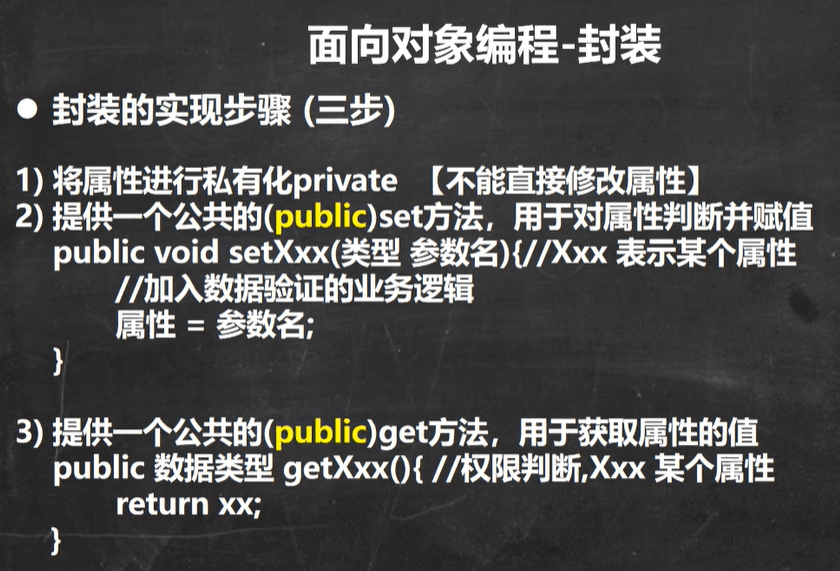 面向对象编程-封装
● 封装的实现步骤 (三步)
1) 将属性进行私有化private 【不能直接修改属性】
2) 提供一个公共的(public)set方法，用于对属性判断并赋值
public void setXxx(类型 参数名){//Xxx 表示某个属性
//加入数据验证的业务逻辑
属性 = 参数名;
}
3) 提供一个公共的(public)get方法，用于获取属性的值
public 数据类型 getXxx(){ //权限判断,Xxx 某个属性
return xx;
}